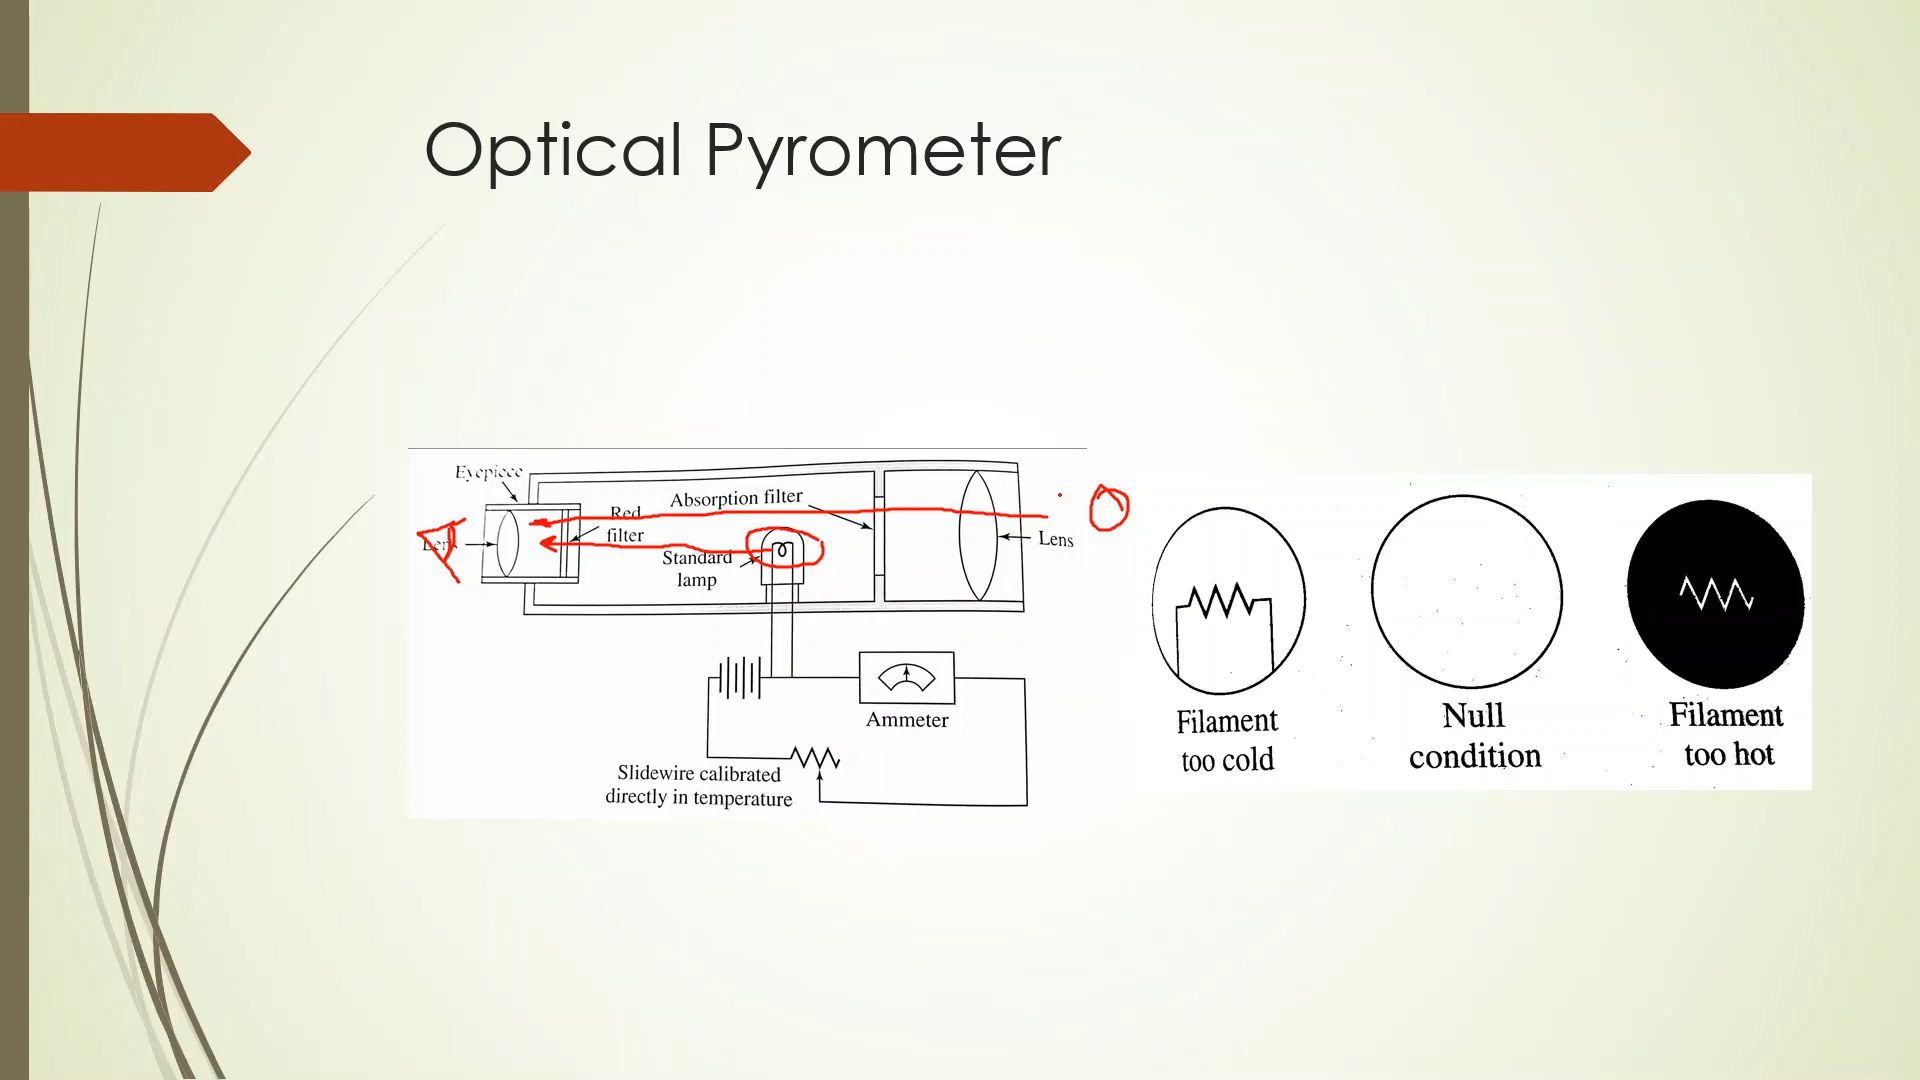 Optical Pyrometer
Eyepiece
Absorption filter
Red
filter
Lens
Standard
lamp
Lens
Ammeter
Slidewire calibrated
directly in temperature
Filament
too cold
Null
condition
Filament
too hot